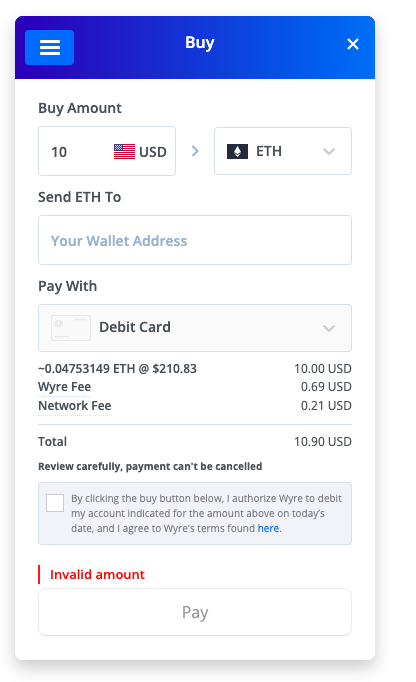 Buy
Buy Amount
10 USD > ETH
Send ETH To
Your Wallet Address
Pay With
Debit Card
~0.04753149 ETH @ $210.83 10.00 USD
Wyre Fee 0.69 USD
Network Fee 0.21 USD
Total 10.90 USD
Review carefully, payment can't be cancelled
By clicking the buy button below, I authorize Wyre to debit
my account indicated for the amount above on today's
date, and I agree to Wyre's terms found here.
Invalid amount
Pay